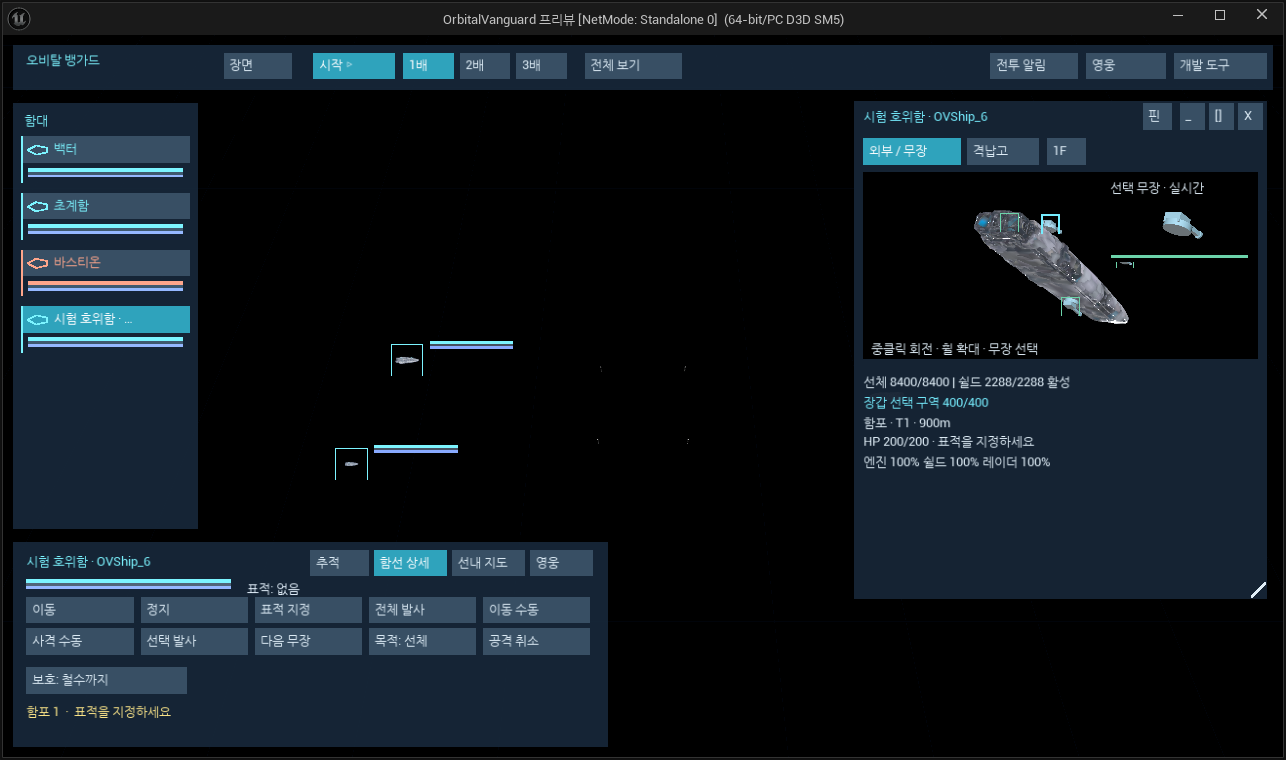 OrbitalVanguard 프리뷰 [NetMode: Standalone 0] (64-bit/PC D3D SM5)
오비탈 뱅가드
장면
시작 ▷
1배
2배
3배
전체 보기
전투 알림
영웅
개발 도구
함대
백터
초계함
바스티온
시험 호위함 · ...
시험 호위함 · OVShip_6
핀
_
[]
X
외부 / 무장
격납고
1F
선택 무장 · 실시간
중클릭 회전 · 휠 확대 · 무장 선택
선체 8400/8400 | 쉴드 2288/2288 활성
장갑 선택 구역 400/400
함포 · T1 · 900m
HP 200/200 · 표적을 지정하세요
엔진 100% 쉴드 100% 레이더 100%
시험 호위함 · OVShip_6
추적
함선 상세
선내 지도
영웅
표적: 없음
이동
정지
표적 지정
전체 발사
이동 수동
사격 수동
선택 발사
다음 무장
목적: 선체
공격 취소
보호: 철수까지
함포 1 · 표적을 지정하세요